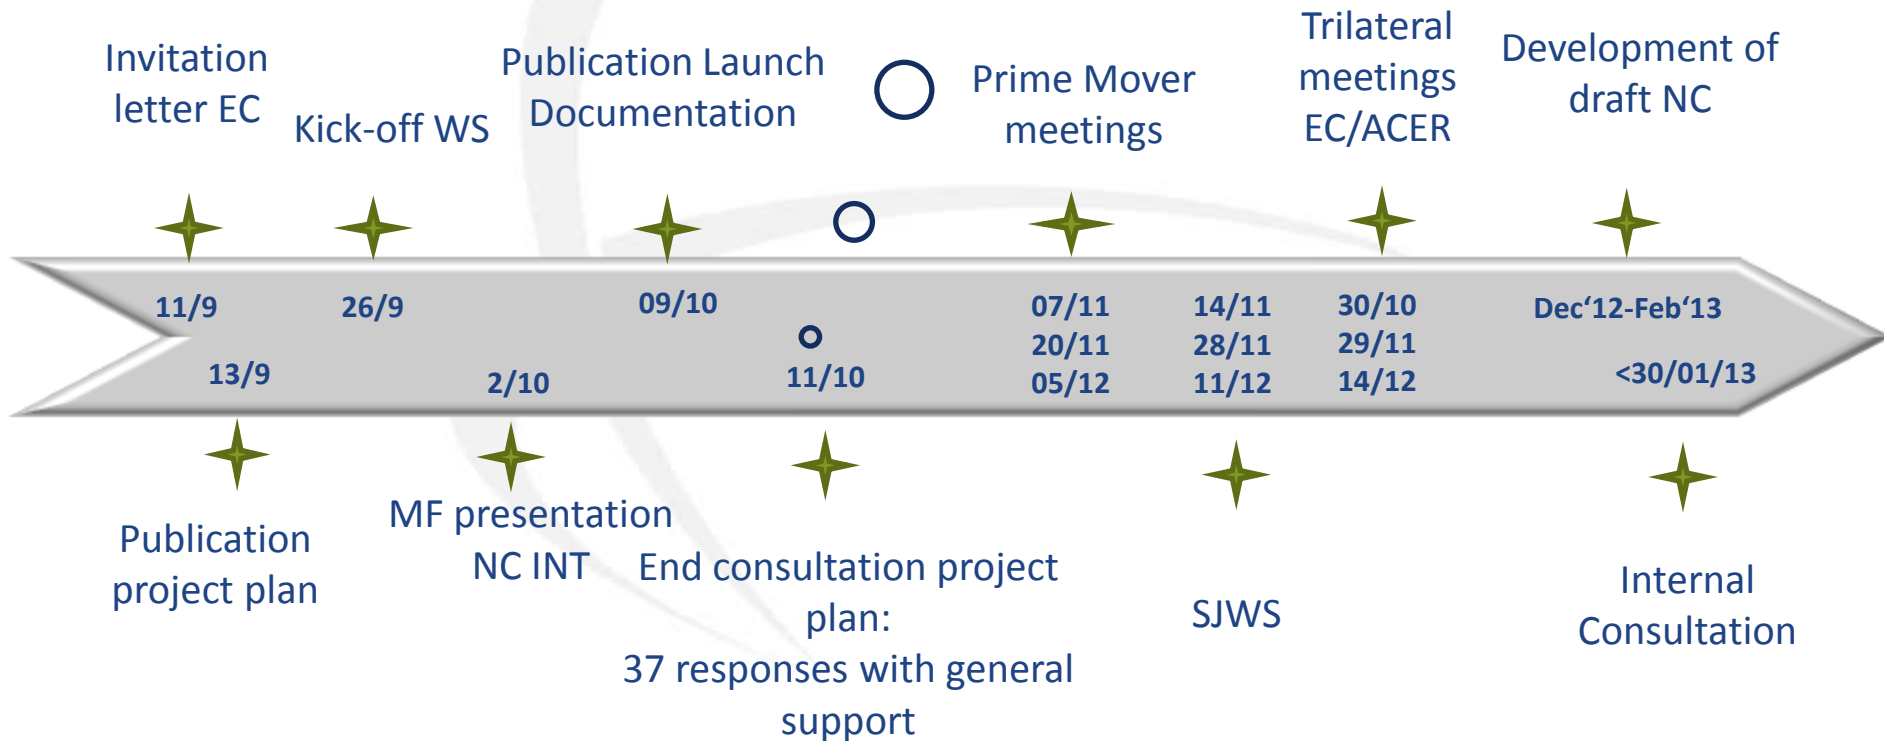 Invitation
letter EC
Kick-off WS
Publication Launch
Documentation
Prime Mover
meetings
Trilateral
meetings
EC/ACER
Development of
draft NC
11/9
26/9
09/10
07/11
20/11
05/12
14/11
28/11
11/12
30/10
29/11
14/12
Dec‘12-Feb‘13
13/9
2/10
11/10
<30/01/13
Publication
project plan
MF presentation
NC INT
End consultation project
plan:
37 responses with general
support
SJWS
Internal
Consultation